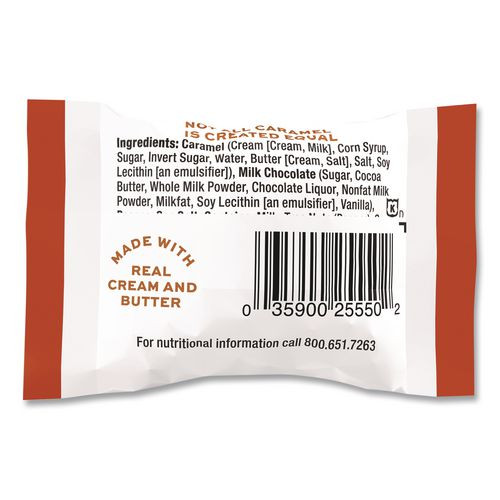 NOT ALL CARAMEL
IS CREATED EQUAL
Ingredients: Caramel (Cream [Cream, Milk], Corn Syrup,
Sugar, Invert Sugar, Water, Butter [Cream, Salt], Salt, Soy
Lecithin [an emulsifier]), Milk Chocolate (Sugar, Cocoa
Butter, Whole Milk Powder, Chocolate Liquor, Nonfat Milk
Powder, Milkfat, Soy Lecithin [an emulsifier], Vanilla),
K D
MADE WITH
REAL
CREAM AND
BUTTER
0 35900 25550 2
For nutritional information call 800.651.7263